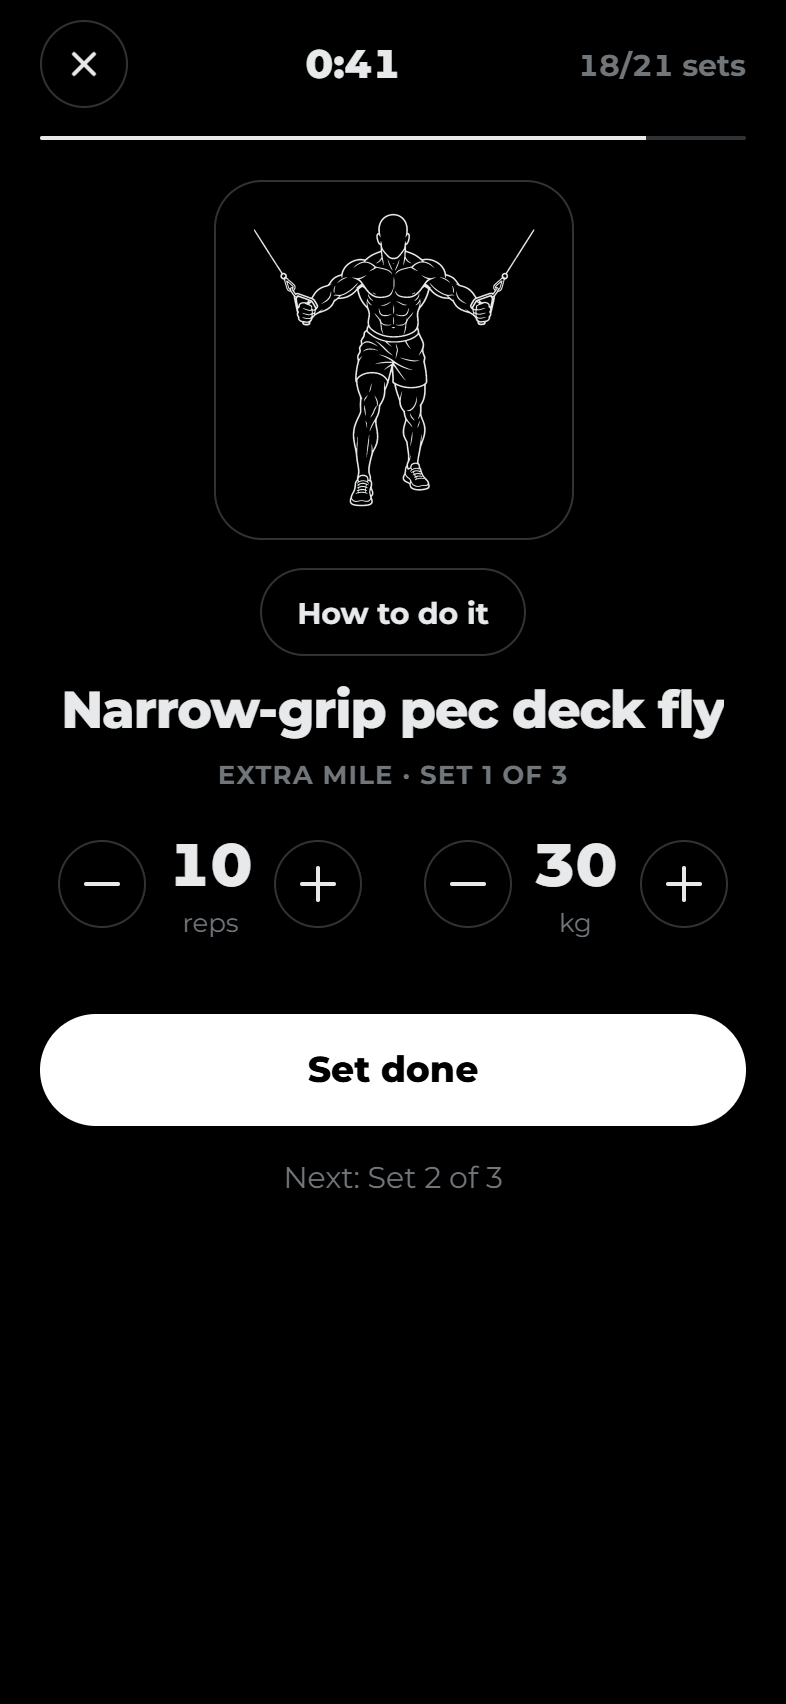 0:41
18/21 sets
How to do it
Narrow-grip pec deck fly
EXTRA MILE · SET 1 OF 3
10
30
reps
kg
Set done
Next: Set 2 of 3